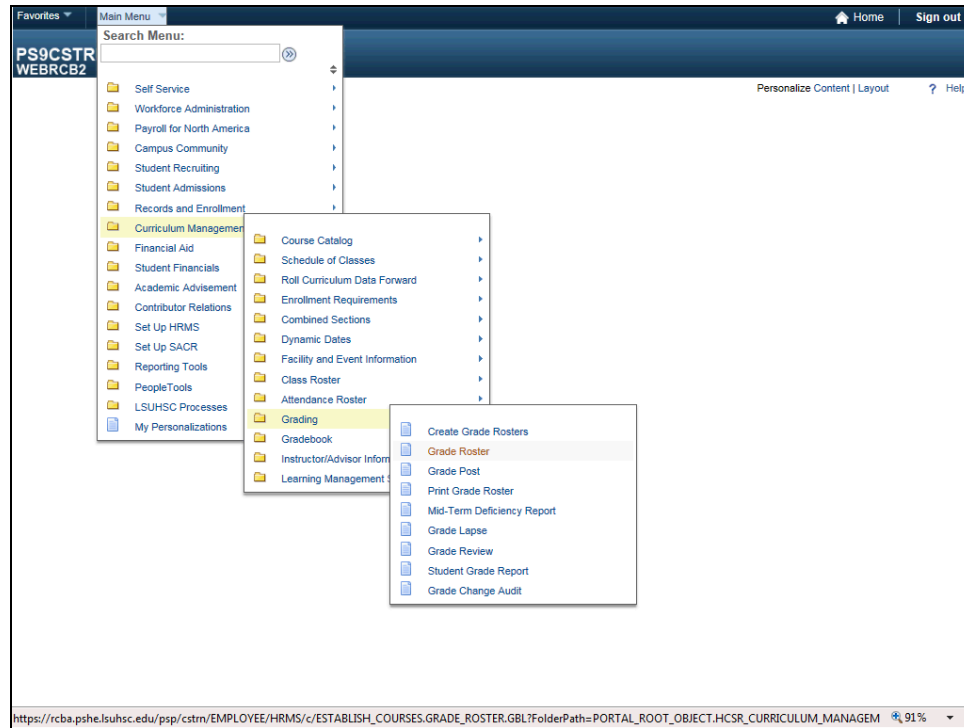 Favorites Main Menu Home Sign out
Search Menu:
PS9CSTR
WEBRCB2
Personalize Content | Layout ? Help
Self Service
Workforce Administration
Payroll for North America
Campus Community
Student Recruiting
Student Admissions
Records and Enrollment
Curriculum Managemen
Financial Aid
Student Financials
Academic Advisement
Contributor Relations
Set Up HRMS
Set Up SACR
Reporting Tools
PeopleTools
LSUHSC Processes
My Personalizations
Course Catalog
Schedule of Classes
Roll Curriculum Data Forward
Enrollment Requirements
Combined Sections
Dynamic Dates
Facility and Event Information
Class Roster
Attendance Roster
Grading
Gradebook
Instructor/Advisor Inform
Learning Management S
Create Grade Rosters
Grade Roster
Grade Post
Print Grade Roster
Mid-Term Deficiency Report
Grade Lapse
Grade Review
Student Grade Report
Grade Change Audit
https://rcba.pshe.lsuhsc.edu/psp/cstrn/EMPLOYEE/HRMS/c/ESTABLISH_COURSES.GRADE_ROSTER.GBL?FolderPath=PORTAL_ROOT_OBJECT.HCSR_CURRICULUM_MANAGEM 91%